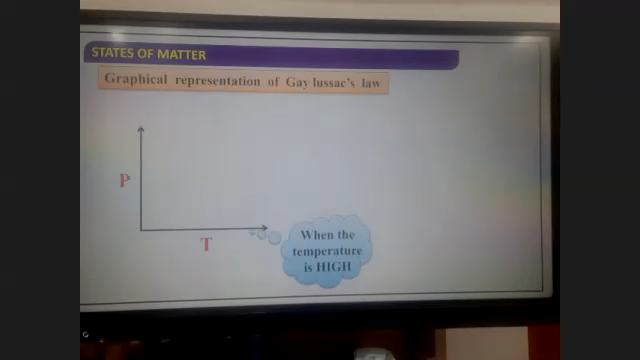 STATES OF MATTER
Graphical representation of Gay lussac's law
P
T
When the
temperature
is HIGH